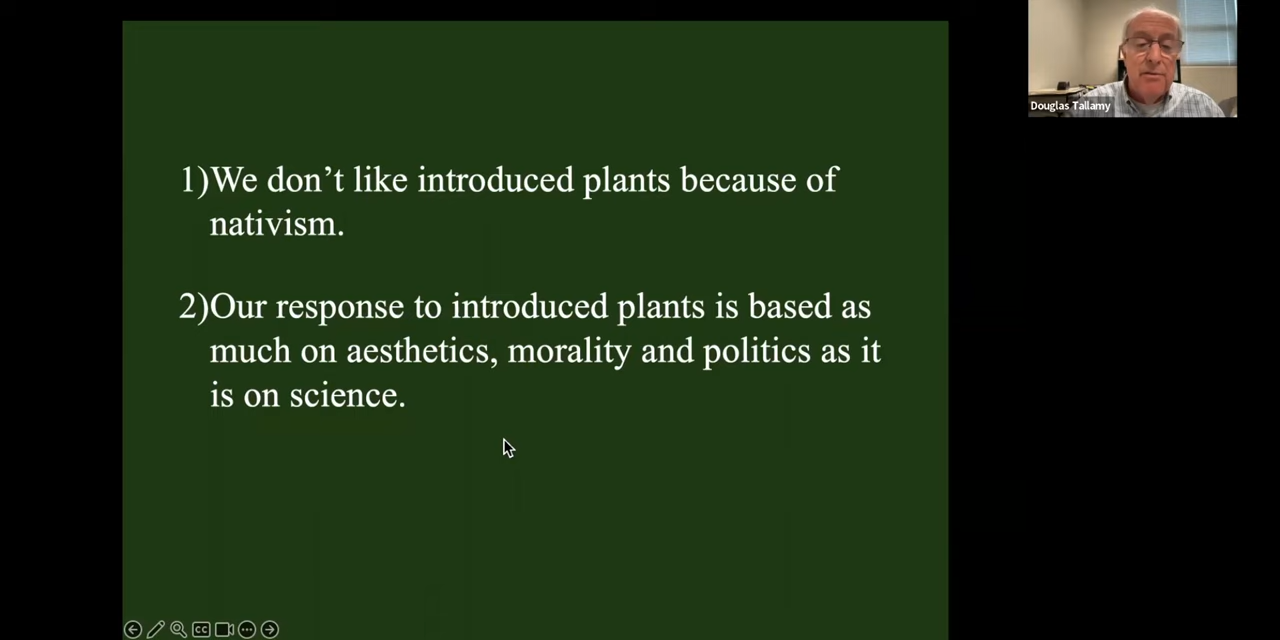 1)We don’t like introduced plants because of
nativism.
2)Our response to introduced plants is based as
much on aesthetics, morality and politics as it
is on science.
Douglas Tallamy
CC